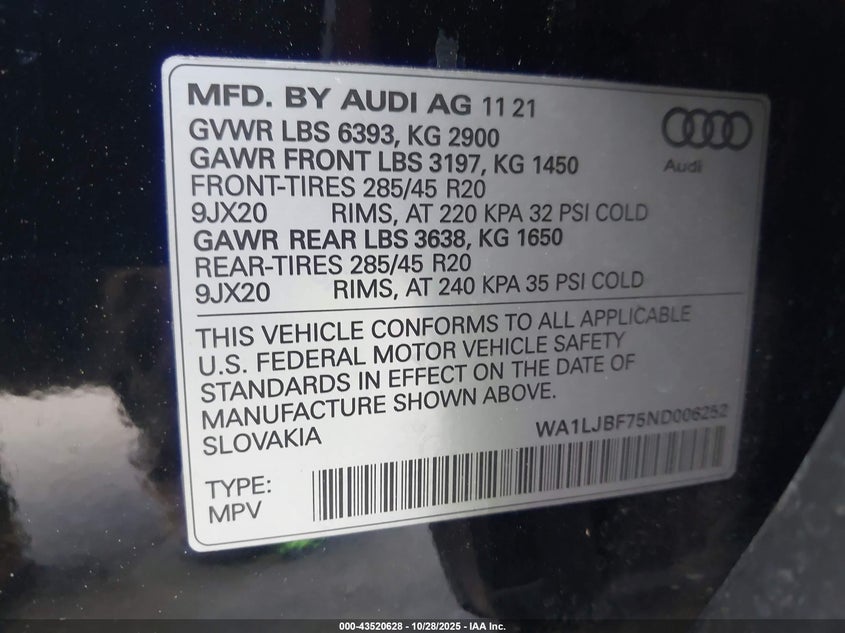 MFD. BY AUDI AG 11 21
GVWR LBS 6393, KG 2900
GAWR FRONT LBS 3197, KG 1450
FRONT-TIRES 285/45 R20
9JX20 RIMS, AT 220 KPA 32 PSI COLD
GAWR REAR LBS 3638, KG 1650
REAR-TIRES 285/45 R20
9JX20 RIMS, AT 240 KPA 35 PSI COLD
Audi
THIS VEHICLE CONFORMS TO ALL APPLICABLE
U.S. FEDERAL MOTOR VEHICLE SAFETY
STANDARDS IN EFFECT ON THE DATE OF
MANUFACTURE SHOWN ABOVE.
SLOVAKIA
WA1LJBF75ND006252
TYPE:
MPV
000-43520628 - 10/28/2025 - IAA Inc.